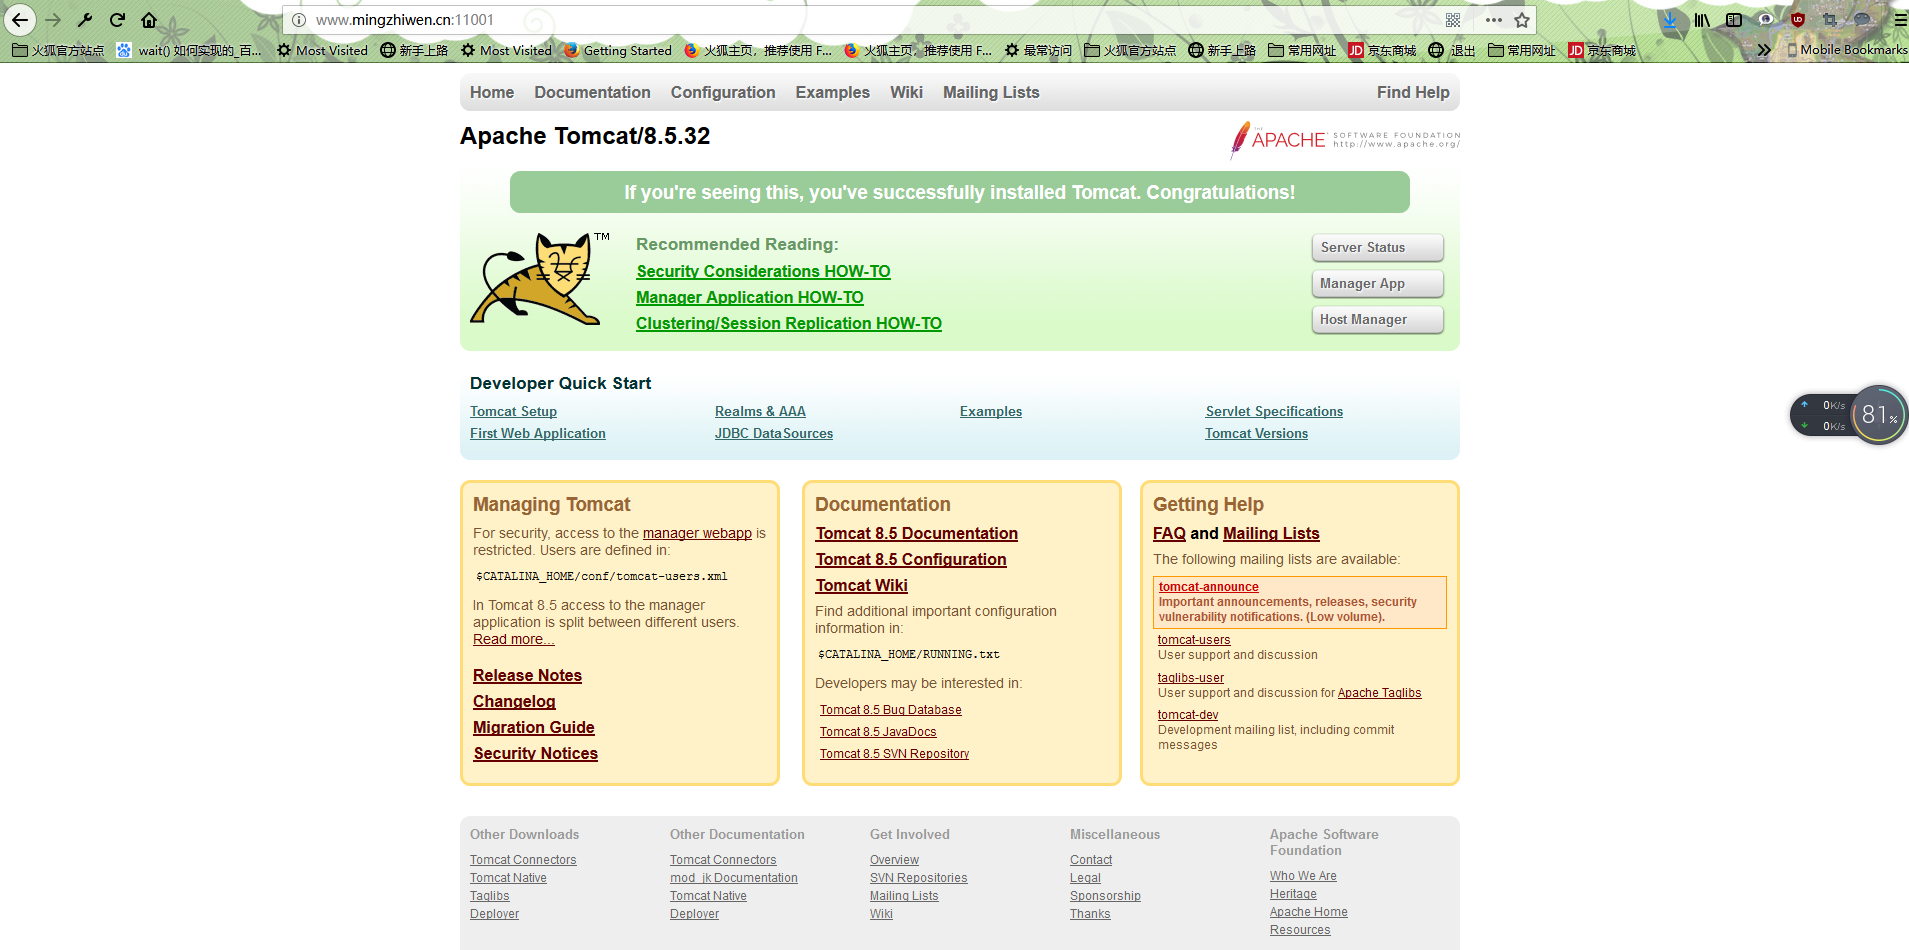 www.mingzhiwen.cn:11001
火狐官方站点 wait() 如何实现的_百... Most Visited 新手上路 Most Visited Getting Started 火狐主页，推荐使用 F... 火狐主页，推荐使用 F... 最常访问 火狐官方站点 新手上路 常用网址 JD 京东商城 退出 常用网址 JD 京东商城 Mobile Bookmarks
Home Documentation Configuration Examples Wiki Mailing Lists Find Help
Apache Tomcat/8.5.32
THE APACHE SOFTWARE FOUNDATION
http://www.apache.org/
If you're seeing this, you've successfully installed Tomcat. Congratulations!
TM
Recommended Reading:
Security Considerations HOW-TO
Manager Application HOW-TO
Clustering/Session Replication HOW-TO
Server Status
Manager App
Host Manager
Developer Quick Start
Tomcat Setup
First Web Application
Realms & AAA
JDBC DataSources
Examples
Servlet Specifications
Tomcat Versions
0K/s
0K/s
81%
Managing Tomcat
For security, access to the manager webapp is
restricted. Users are defined in:
$CATALINA_HOME/conf/tomcat-users.xml
In Tomcat 8.5 access to the manager
application is split between different users.
Read more...
Release Notes
Changelog
Migration Guide
Security Notices
Documentation
Tomcat 8.5 Documentation
Tomcat 8.5 Configuration
Tomcat Wiki
Find additional important configuration
information in:
$CATALINA_HOME/RUNNING.txt
Developers may be interested in:
Tomcat 8.5 Bug Database
Tomcat 8.5 JavaDocs
Tomcat 8.5 SVN Repository
Getting Help
FAQ and Mailing Lists
The following mailing lists are available:
tomcat-announce
Important announcements, releases, security
vulnerability notifications. (Low volume).
tomcat-users
User support and discussion
taglibs-user
User support and discussion for Apache Taglibs
tomcat-dev
Development mailing list, including commit
messages
Other Downloads
Tomcat Connectors
Tomcat Native
Taglibs
Deployer
Other Documentation
Tomcat Connectors
mod_jk Documentation
Tomcat Native
Deployer
Get Involved
Overview
SVN Repositories
Mailing Lists
Wiki
Miscellaneous
Contact
Legal
Sponsorship
Thanks
Apache Software
Foundation
Who We Are
Heritage
Apache Home
Resources